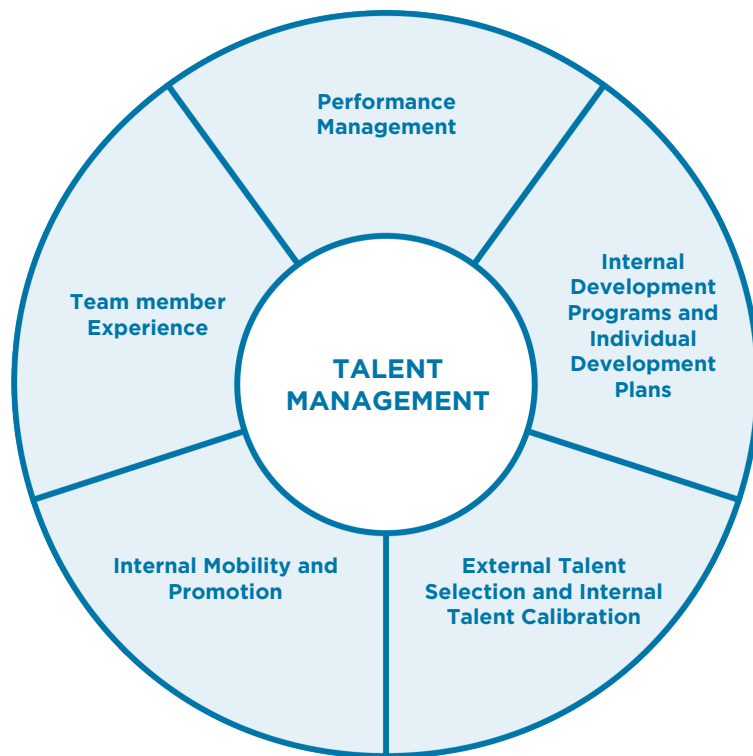 Performance
Management
Internal
Development
Programs and
Individual
Development
Plans
External Talent
Selection and Internal
Talent Calibration
Internal Mobility and
Promotion
Team member
Experience
TALENT
MANAGEMENT